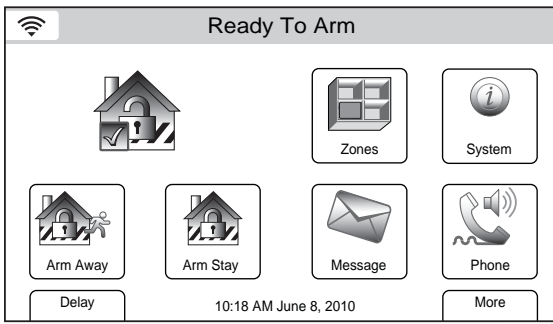 Ready To Arm
Zones
System
Arm Away
Arm Stay
Message
Phone
Delay
10:18 AM June 8, 2010
More